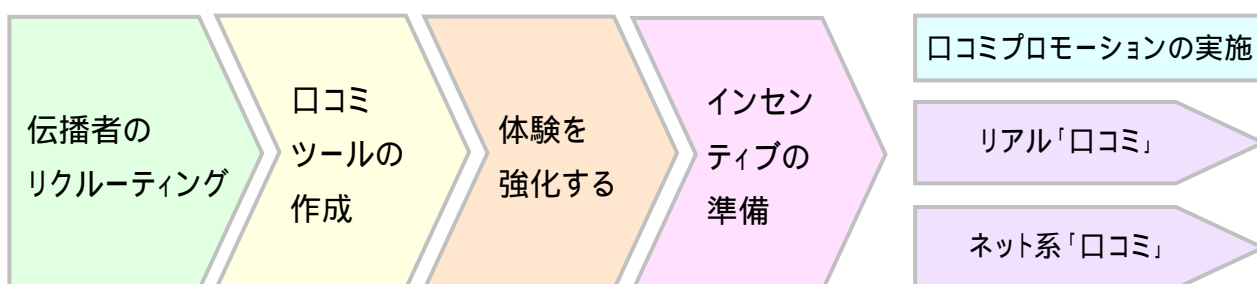 伝播者の
リクルーティング
口コミ
ツールの
作成
体験を
強化する
インセン
ティブの
準備
口コミプロモーションの実施
リアル「口コミ」
ネット系「口コミ」